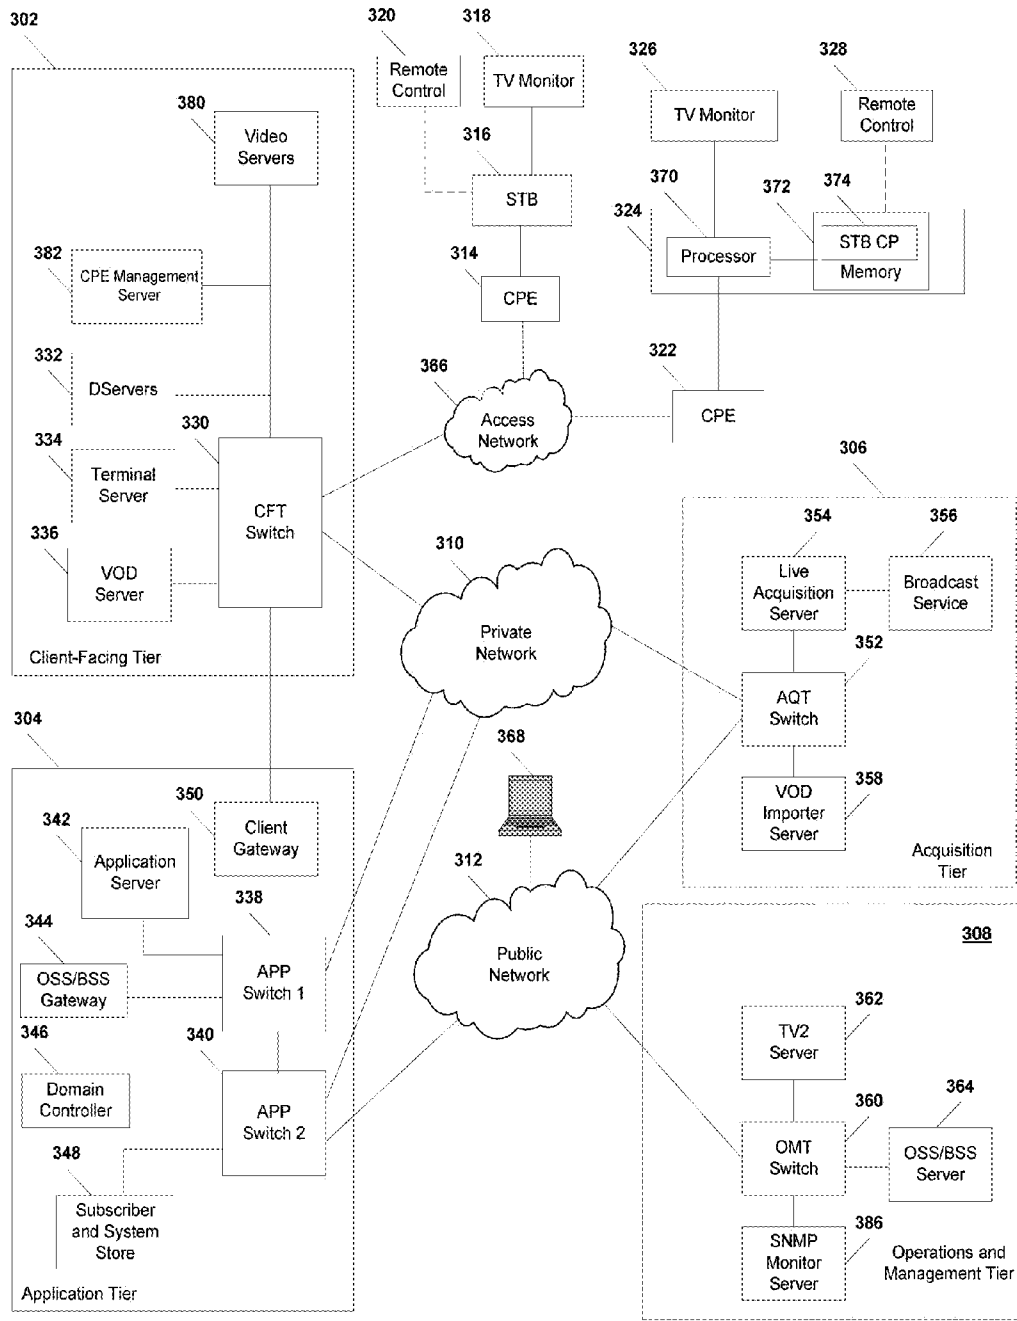 302
320
318
326
328
Remote
Control
TV Monitor
TV Monitor
Remote
Control
380
Video
Servers
316
STB
370
372
374
324
STB CP
Processor
Memory
382
CPE Management
Server
314
CPE
332
DServers
366
322
Access
Network
CPE
330
334
Terminal
Server
CFT
Switch
306
336
VOD
Server
310
354
356
Live
Acquisition
Server
Broadcast
Service
Private
Network
Client-Facing Tier
352
AQT
Switch
304
368
350
342
Client
Gateway
VOD
Importer
Server
358
Application
Server
312
Acquisition
Tier
338
344
308
OSS/BSS
Gateway
APP
Switch 1
Public
Network
362
TV2
Server
346
340
Domain
Controller
APP
Switch 2
360
364
348
OMT
Switch
OSS/BSS
Server
Subscriber
and System
Store
386
SNMP
Monitor
Server
Operations and
Management Tier
Application Tier